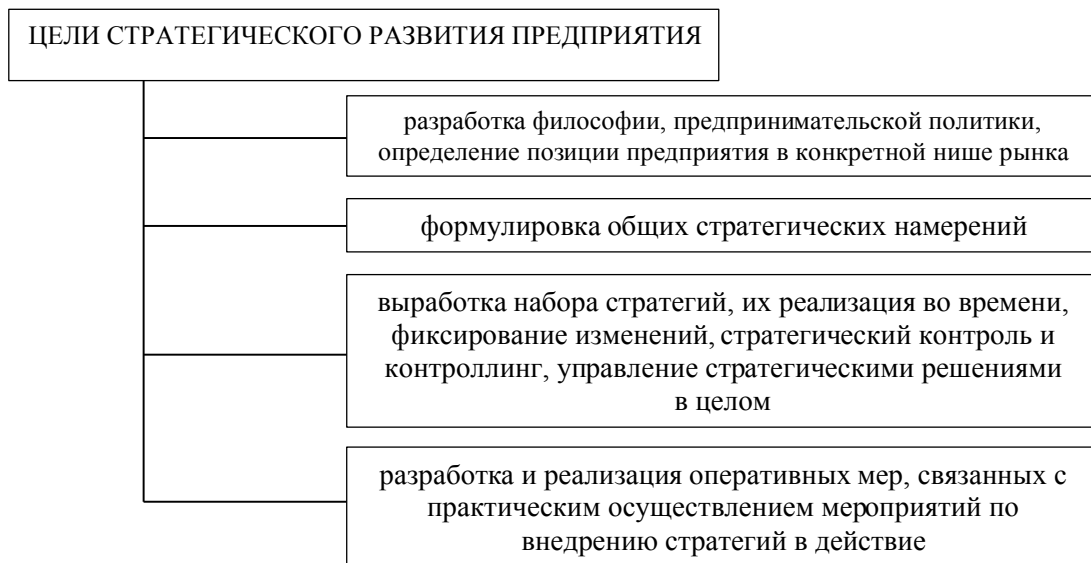 ЦЕЛИ СТРАТЕГИЧЕСКОГО РАЗВИТИЯ ПРЕДПРИЯТИЯ
разработка философии, предпринимательской политики,
определение позиции предприятия в конкретной нише рынка
формулировка общих стратегических намерений
выработка набора стратегий, их реализация во времени,
фиксирование изменений, стратегический контроль и
контроллинг, управление стратегическими решениями
в целом
разработка и реализация оперативных мер, связанных с
практическим осуществлением мероприятий по
внедрению стратегий в действие